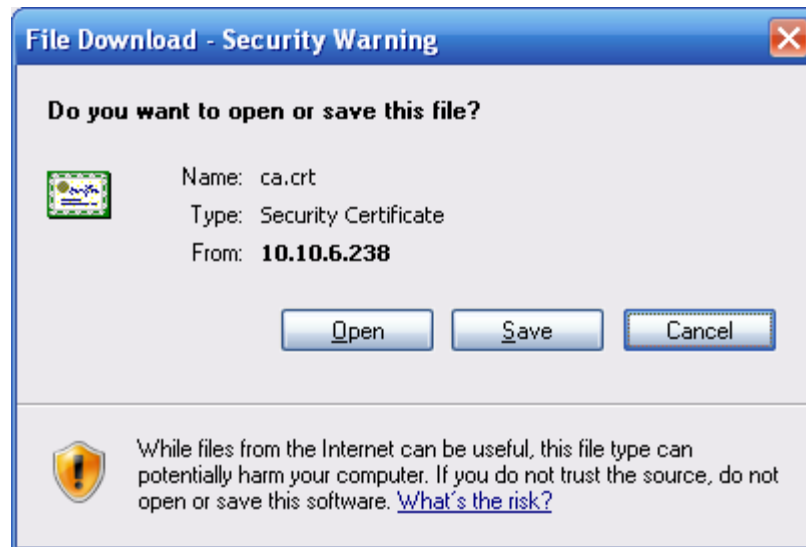 File Download - Security Warning
Do you want to open or save this file?
Name: ca.crt
Type: Security Certificate
From: 10.10.6.238
Open Save Cancel
While files from the Internet can be useful, this file type can
potentially harm your computer. If you do not trust the source, do not
open or save this software. What's the risk?